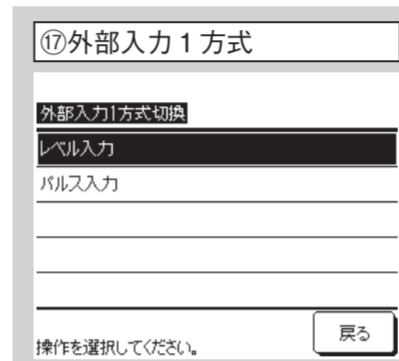 ⑰外部入力1方式
外部入力1方式切換
レベル入力
パルス入力
戻る
操作を選択してください。